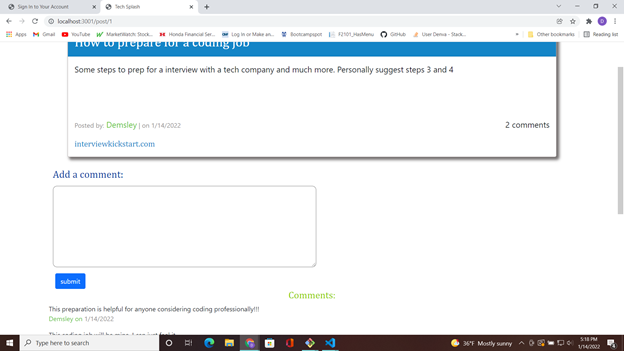 Sign in to Your Account
Tech Splash
localhost:3001/post/1
Apps
Gmail
YouTube
MarketWatch: Stock...
Honda Financial Ser...
Log In or Make an...
Bootcampspot
F2101_HasMenu
GitHub
User Demva - Stack...
»
Other bookmarks
Reading list
How to prepare for a coding job
Some steps to prep for a interview with a tech company and much more. Personally suggest steps 3 and 4
Posted by: Demsley | on 1/14/2022
2 comments
interviewkickstart.com
Add a comment:
submit
Comments:
This preparation is helpful for anyone considering coding professionally!!!
Demsley on 1/14/2022
Type here to search
36°F Mostly sunny
5:18 PM
1/14/2022